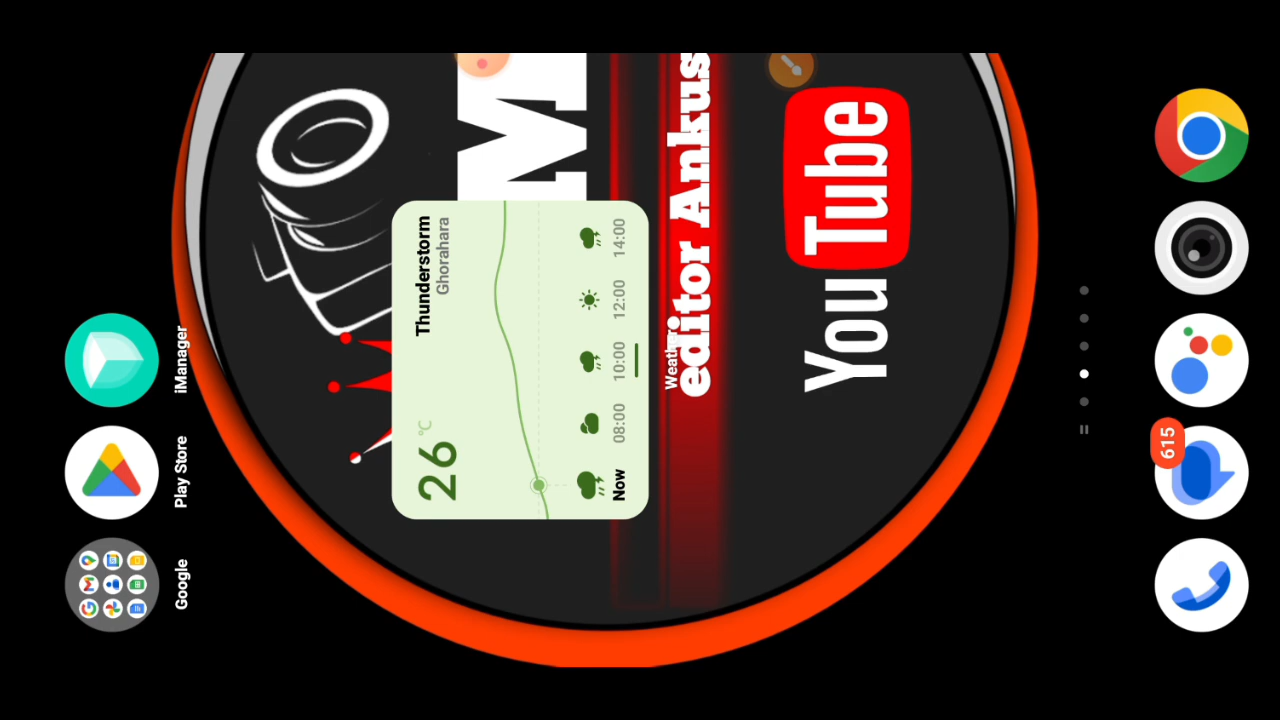 Google Play Store iManager
26 °C Thunderstorm
Ghorahara
M
Now 08:00 10:00 12:00 14:00
Weather
editor Ankus
YouTube
615